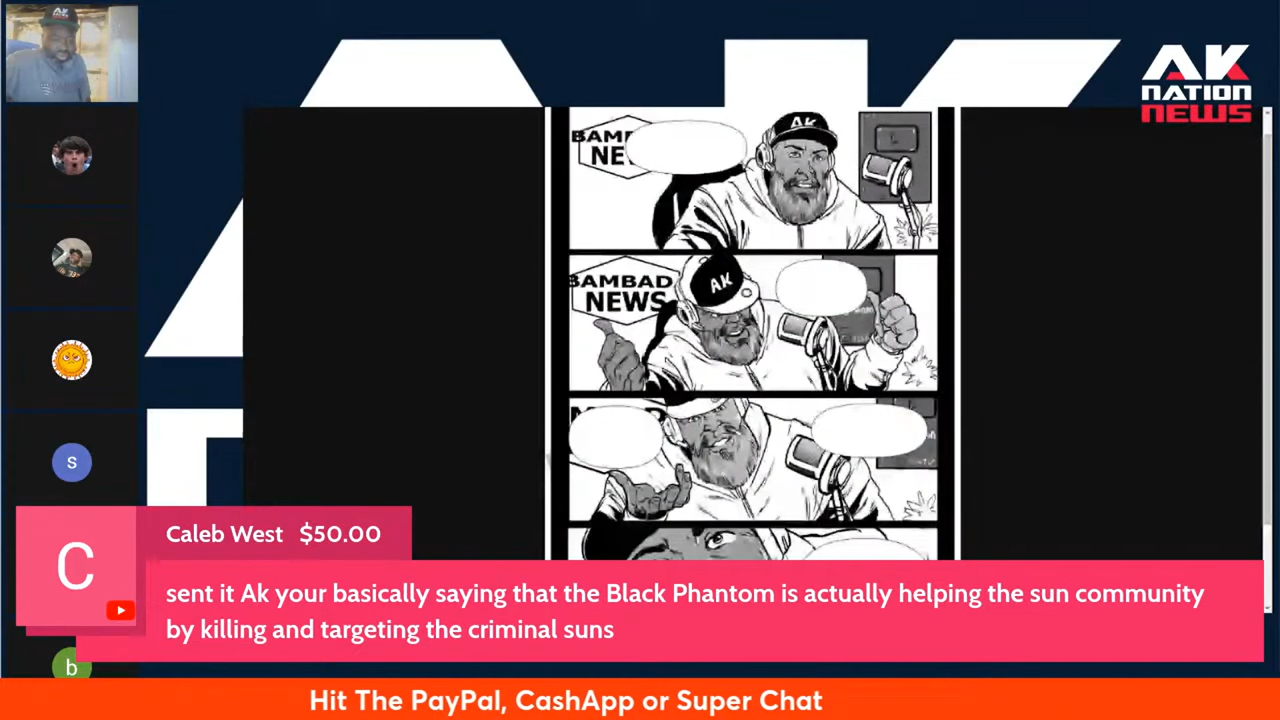 AK
NATION
NEWS
AK
BAMB
NE
AK
BAMBAD
NEWS
AK
S
C
Caleb West $50.00
sent it Ak your basically saying that the Black Phantom is actually helping the sun community
by killing and targeting the criminal suns
b
Hit The PayPal, CashApp or Super Chat